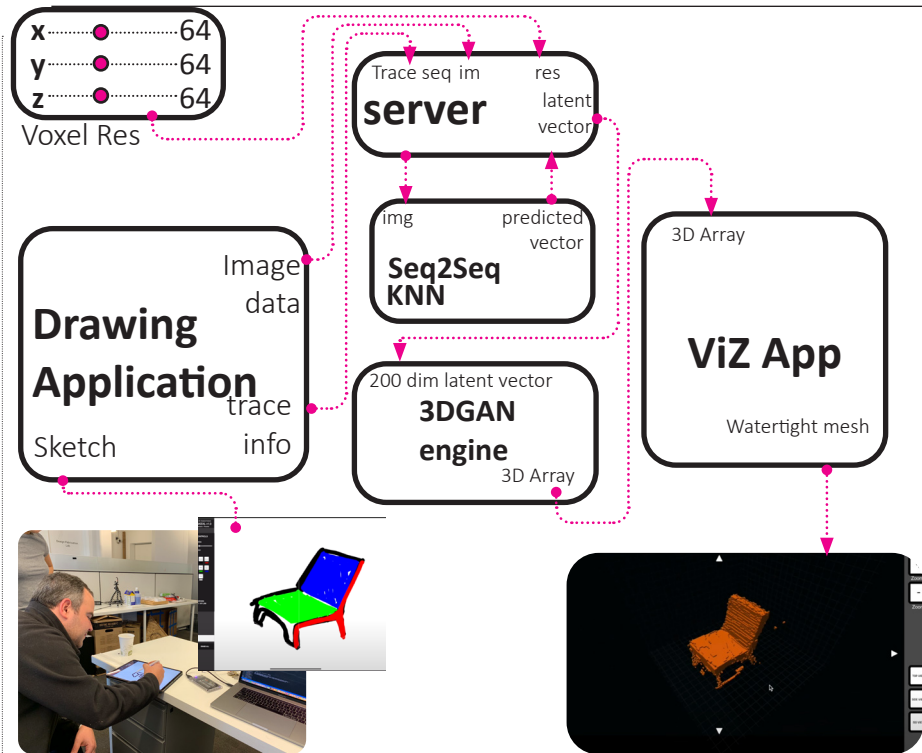 x 64
y 64
z 64
Voxel Res
Trace seq im res
server
latent
vector
img
predicted
vector
Seq2Seq
KNN
3D Array
ViZ App
Watertight mesh
Image
data
Drawing
Application
trace
info
Sketch
200 dim latent vector
3DGAN
engine
3D Array